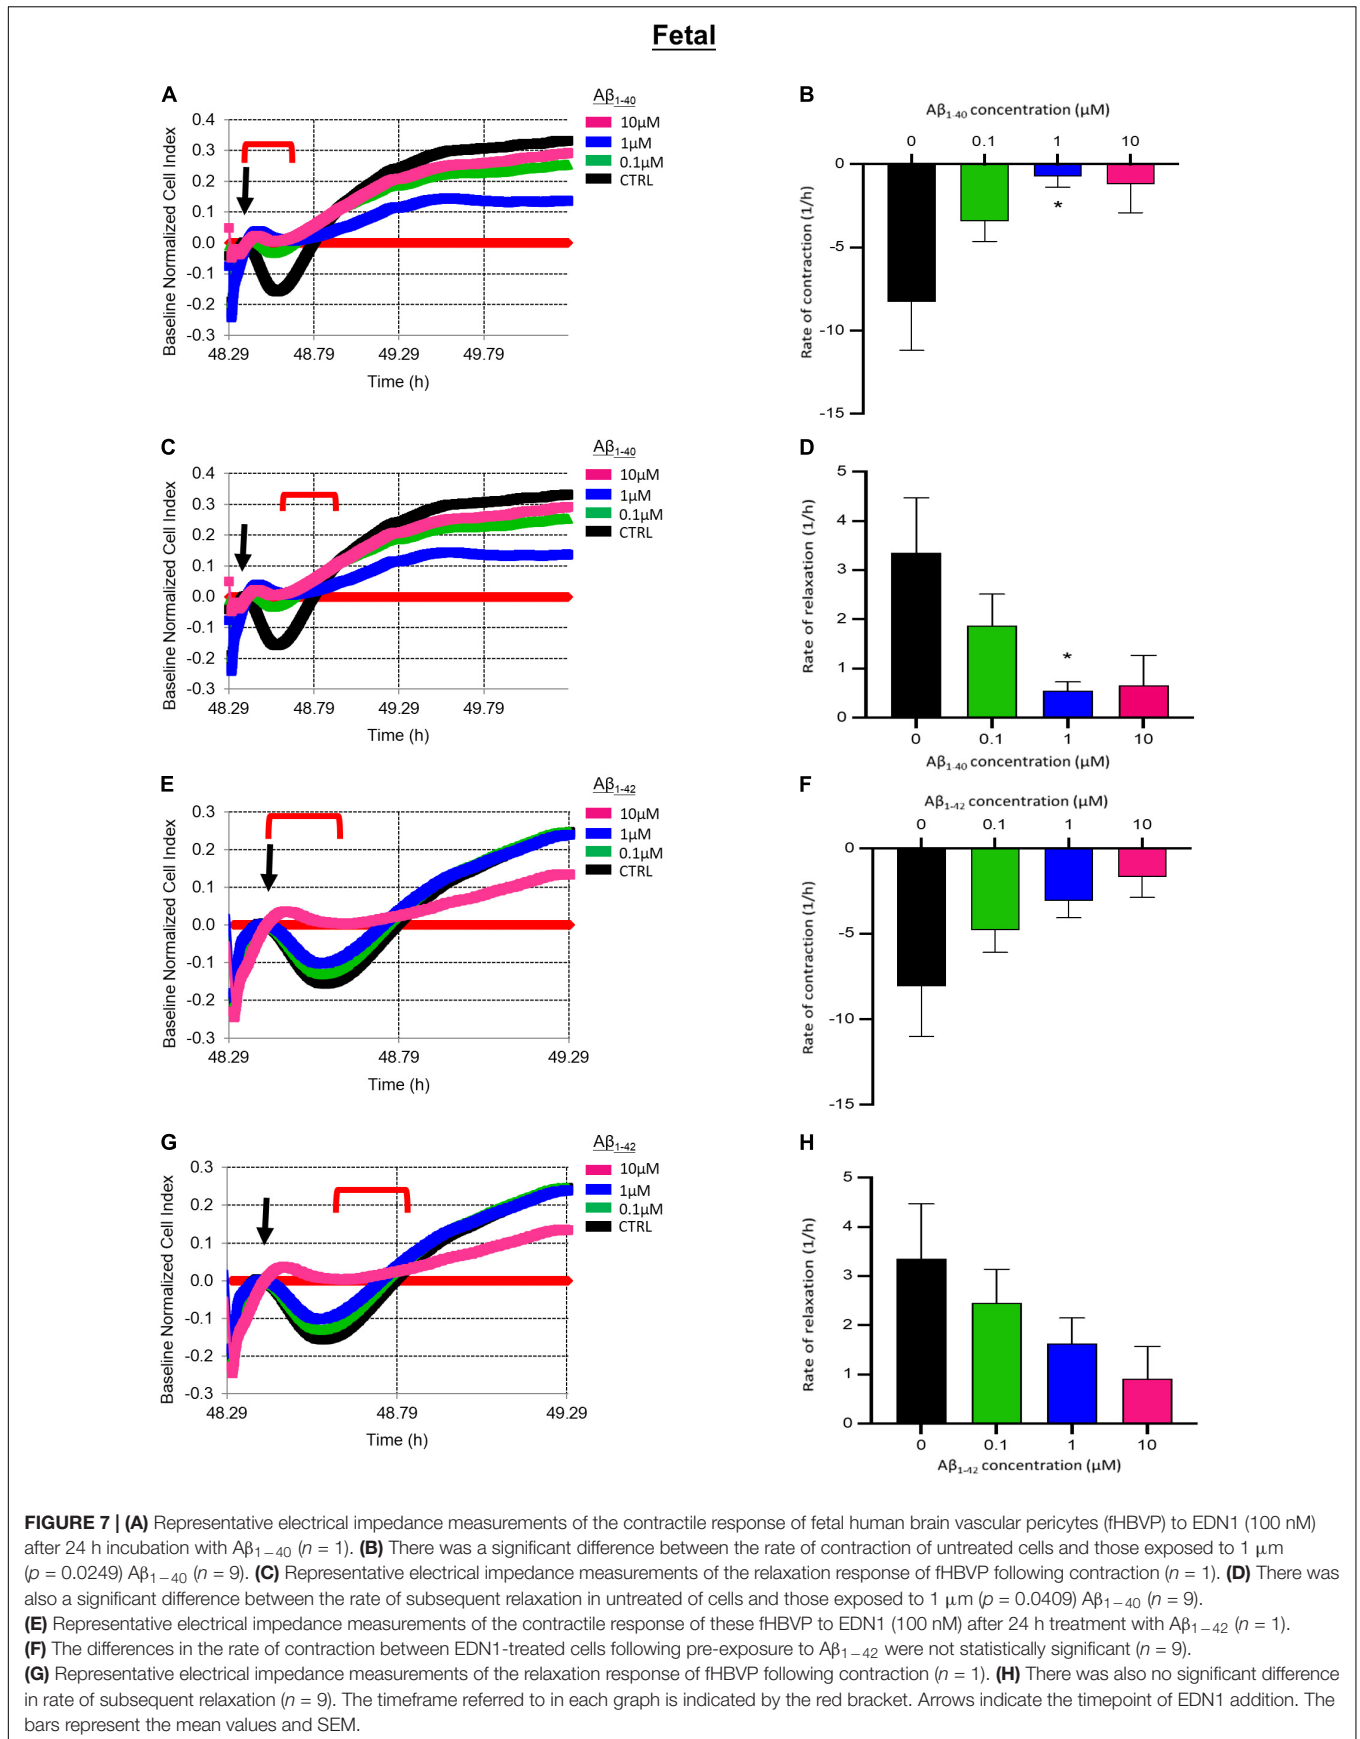 Fetal
A
Aβ1-40
10µM
1µM
0.1µM
CTRL
0.4
0.3
0.2
0.1
0.0
-0.1
-0.2
-0.3
Baseline Normalized Cell Index
48.29 48.79 49.29 49.79
Time (h)
B
Aβ1-40 concentration (µM)
0 0.1 1 10
0
-5
-10
-15
Rate of contraction (1/h)
*
C
Aβ1-40
10µM
1µM
0.1µM
CTRL
0.4
0.3
0.2
0.1
0.0
-0.1
-0.2
-0.3
Baseline Normalized Cell Index
48.29 48.79 49.29 49.79
Time (h)
D
5
4
3
2
1
0
Rate of relaxation (1/h)
*
0 0.1 1 10
Aβ1-40 concentration (µM)
E
Aβ1-42
10µM
1µM
0.1µM
CTRL
0.3
0.2
0.1
0.0
-0.1
-0.2
-0.3
Baseline Normalized Cell Index
48.29 48.79 49.29
Time (h)
F
Aβ1-42 concentration (µM)
0 0.1 1 10
0
-5
-10
-15
Rate of contraction (1/h)
G
Aβ1-42
10µM
1µM
0.1µM
CTRL
0.3
0.2
0.1
0.0
-0.1
-0.2
-0.3
Baseline Normalized Cell Index
48.29 48.79 49.29
Time (h)
H
5
4
3
2
1
0
Rate of relaxation (1/h)
0 0.1 1 10
Aβ1-42 concentration (µM)
FIGURE 7 | (A) Representative electrical impedance measurements of the contractile response of fetal human brain vascular pericytes (fHBVP) to EDN1 (100 nM)
after 24 h incubation with Aβ1−40 (n = 1). (B) There was a significant difference between the rate of contraction of untreated cells and those exposed to 1 µm
(p = 0.0249) Aβ1−40 (n = 9). (C) Representative electrical impedance measurements of the relaxation response of fHBVP following contraction (n = 1). (D) There was
also a significant difference between the rate of subsequent relaxation in untreated of cells and those exposed to 1 µm (p = 0.0409) Aβ1−40 (n = 9).
(E) Representative electrical impedance measurements of the contractile response of these fHBVP to EDN1 (100 nM) after 24 h treatment with Aβ1−42 (n = 1).
(F) The differences in the rate of contraction between EDN1-treated cells following pre-exposure to Aβ1−42 were not statistically significant (n = 9).
(G) Representative electrical impedance measurements of the relaxation response of fHBVP following contraction (n = 1). (H) There was also no significant difference
in rate of subsequent relaxation (n = 9). The timeframe referred to in each graph is indicated by the red bracket. Arrows indicate the timepoint of EDN1 addition. The
bars represent the mean values and SEM.